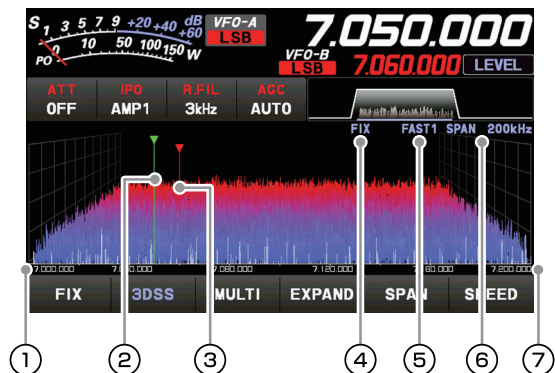 S 1 3 5 7 9 +20 +40 +60 dB
PO 0 10 50 100 150 W
VFO-A
LSB
7.050.000
VFO-B
LSB
7.060.000
LEVEL
ATT IPO R.FIL AGC
OFF AMP1 3kHz AUTO
FIX FAST1 SPAN 200kHz
7.000.000 7.080.000 7.120.000 7.200.000
FIX 3DSS MULTI EXPAND SPAN SPEED
1 2 3 4 5 6 7